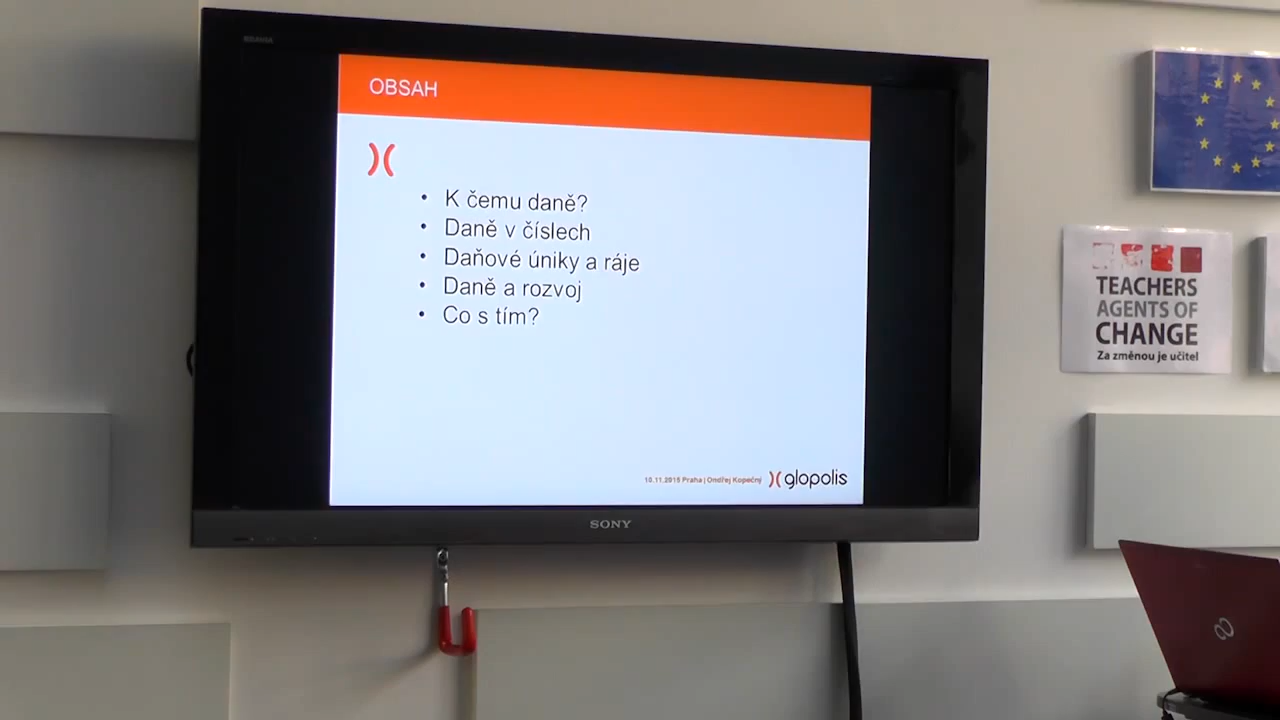 BRAVIA
OBSAH
• K čemu daně?
• Daně v číslech
• Daňové úniky a ráje
• Daně a rozvoj
• Co s tím?
10.11.2015 Praha | Ondřej Kopečný
glopolis
SONY
TEACHERS
AGENTS OF
CHANGE
Za změnou je učitel